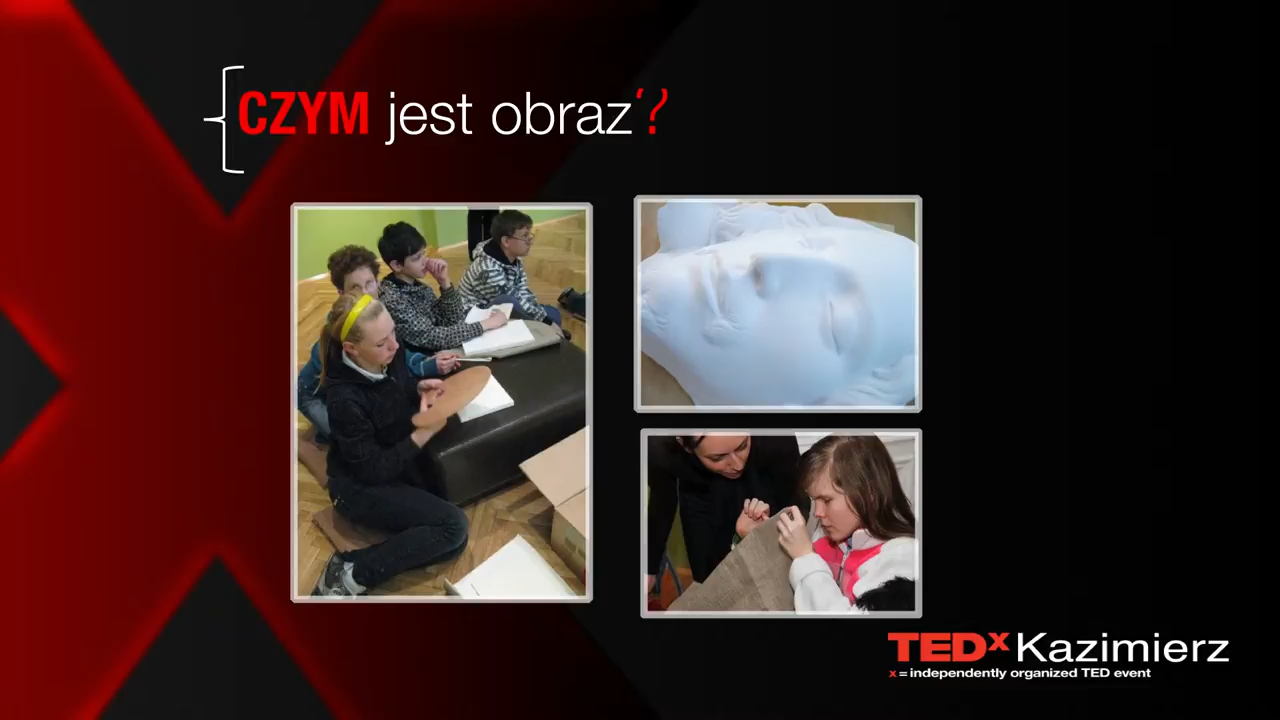 CZYM jest obraz'?
TEDxKazimierz
x = independently organized TED event